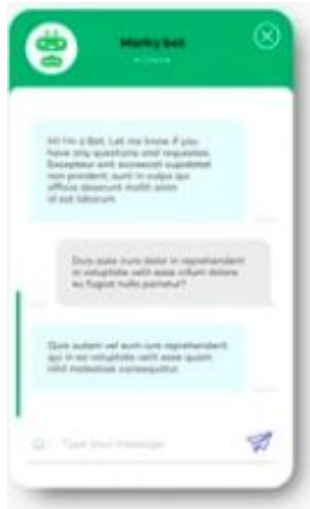 Marky bot
Hi! I'm a Bot. Let me know if you
have any questions and requests.
Excepteur sint occaecat cupidatat
non proident, sunt in culpa qui
officia deserunt mollit anim
id est laborum
Duis aute irure dolor in reprehenderit
in voluptate velit esse cillum dolore
eu fugiat nulla pariatur?
Quis autem vel eum iure reprehenderit
qui in ea voluptate velit esse quam
nihil molestiae consequatur.
Type your message